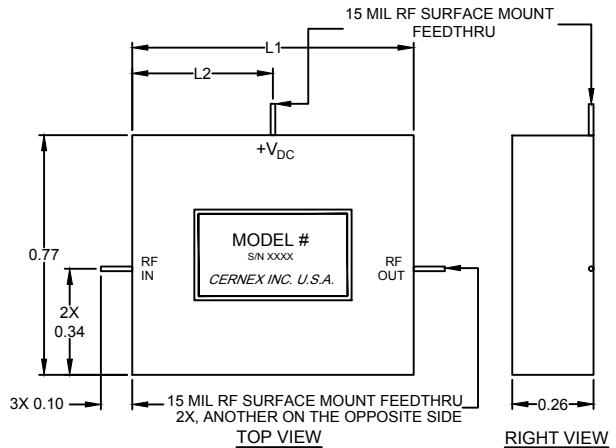 15 MIL RF SURFACE MOUNT
FEEDTHRU
L1
L2
+VDC
0.77
RF
IN
MODEL #
S/N XXXX
CERNEX INC. U.S.A.
RF
OUT
2X
0.34
3X 0.10
15 MIL RF SURFACE MOUNT FEEDTHRU
2X, ANOTHER ON THE OPPOSITE SIDE
0.26
TOP VIEW
RIGHT VIEW